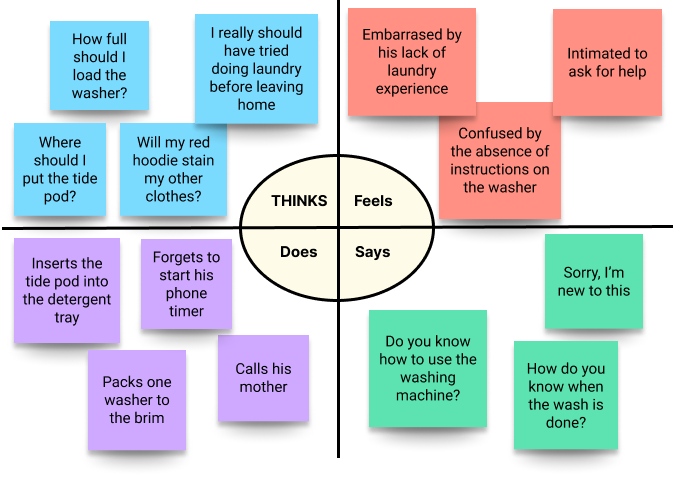 How full
should I
load the
washer?
I really should
have tried
doing laundry
before leaving
home
Where
should I
put the tide
pod?
Will my red
hoodie stain
my other
clothes?
Embarrased by
his lack of
laundry
experience
Intimated to
ask for help
Confused by
the absence of
instructions on
the washer
THINKS
Feels
Does
Says
Inserts the
tide pod into
the detergent
tray
Forgets to
start his
phone
timer
Packs one
washer to
the brim
Calls his
mother
Sorry, I’m
new to this
Do you know
how to use the
washing
machine?
How do you
know when
the wash is
done?